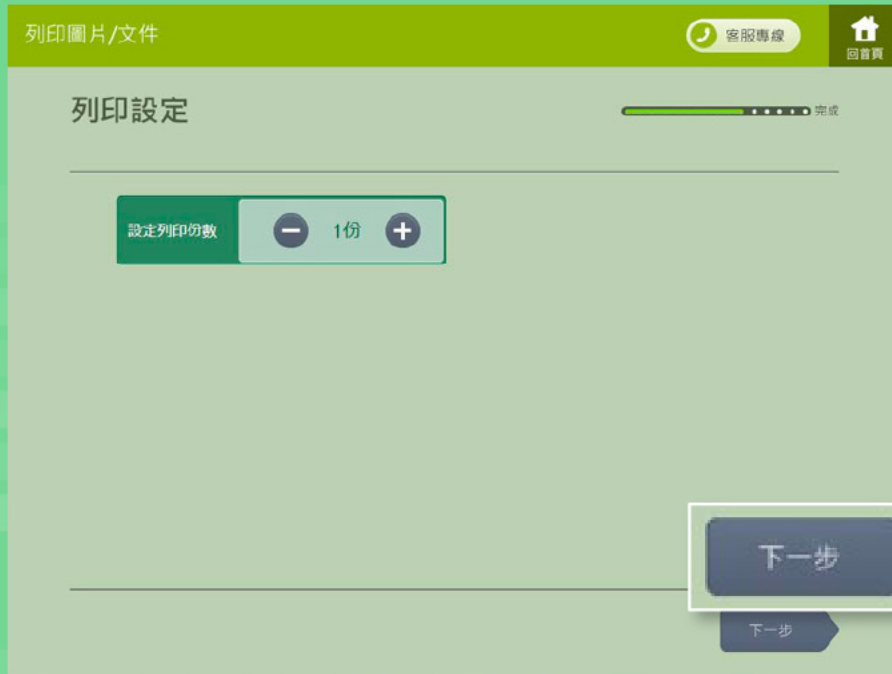 列印圖片/文件
客服專線
回首頁
列印設定
完成
設定列印份數
1份
下一步
下一步